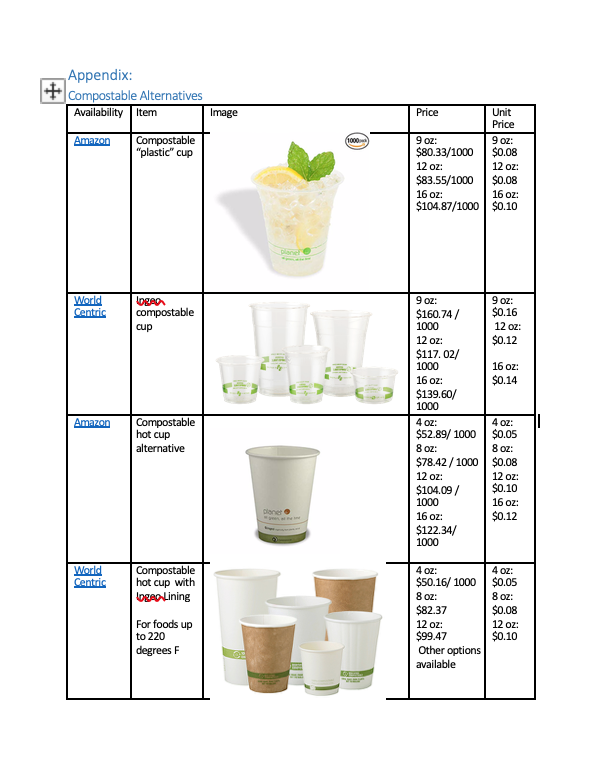 Appendix:
Compostable Alternatives
Availability Item Image Price Unit
Price
Amazon
Compostable
“plastic” cup
1000pack
planet
9 oz:
$80.33/1000
12 oz:
$83.55/1000
16 oz:
$104.87/1000
9 oz:
$0.08
12 oz:
$0.08
16 oz:
$0.10
World
Centric
Ingeo
compostable
cup
9 oz:
$160.74 /
1000
12 oz:
$117. 02/
1000
16 oz:
$139.60/
1000
9 oz:
$0.16
12 oz:
$0.12
16 oz:
$0.14
Amazon
Compostable
hot cup
alternative
planet
4 oz:
$52.89/ 1000
8 oz:
$78.42 / 1000
12 oz:
$104.09 /
1000
16 oz:
$122.34/
1000
4 oz:
$0.05
8 oz:
$0.08
12 oz:
$0.10
16 oz:
$0.12
World
Centric
Compostable
hot cup with
Ingeo Lining
For foods up
to 220
degrees F
4 oz:
$50.16/ 1000
8 oz:
$82.37
12 oz:
$99.47
Other options
available
4 oz:
$0.05
8 oz:
$0.08
12 oz:
$0.10